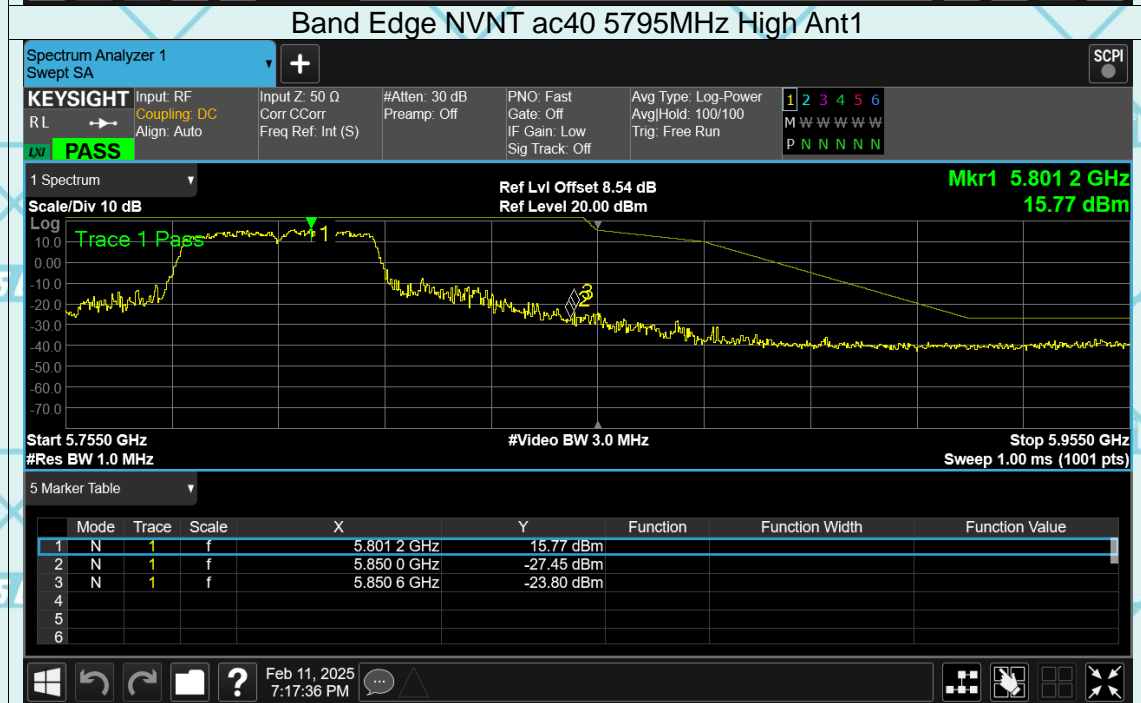 Band Edge NVNT ac40 5795MHz High Ant1
Spectrum Analyzer 1
Swept SA
+
SCPI
KEYSIGHT Input: RF Input Z: 50 Ω #Atten: 30 dB PNO: Fast Avg Type: Log-Power 1 2 3 4 5 6
R L Coupling: DC Corr CCorr Preamp: Off Gate: Off Avg|Hold: 100/100 M W W W W W
Align: Auto Freq Ref: Int (S) IF Gain: Low Trig: Free Run P N N N N N
LXI PASS Sig Track: Off
1 Spectrum Ref Lvl Offset 8.54 dB Mkr1 5.801 2 GHz
Scale/Div 10 dB Ref Level 20.00 dBm 15.77 dBm
Log
Trace 1 Pass
1
10.0
0.00
-10.0
3
2
-20.0
-30.0
-40.0
-50.0
-60.0
-70.0
Start 5.7550 GHz #Video BW 3.0 MHz Stop 5.9550 GHz
#Res BW 1.0 MHz Sweep 1.00 ms (1001 pts)
5 Marker Table
Mode Trace Scale X Y Function Function Width Function Value
1 N 1 f 5.801 2 GHz 15.77 dBm
2 N 1 f 5.850 0 GHz -27.45 dBm
3 N 1 f 5.850 6 GHz -23.80 dBm
4
5
6
? Feb 11, 2025
7:17:36 PM